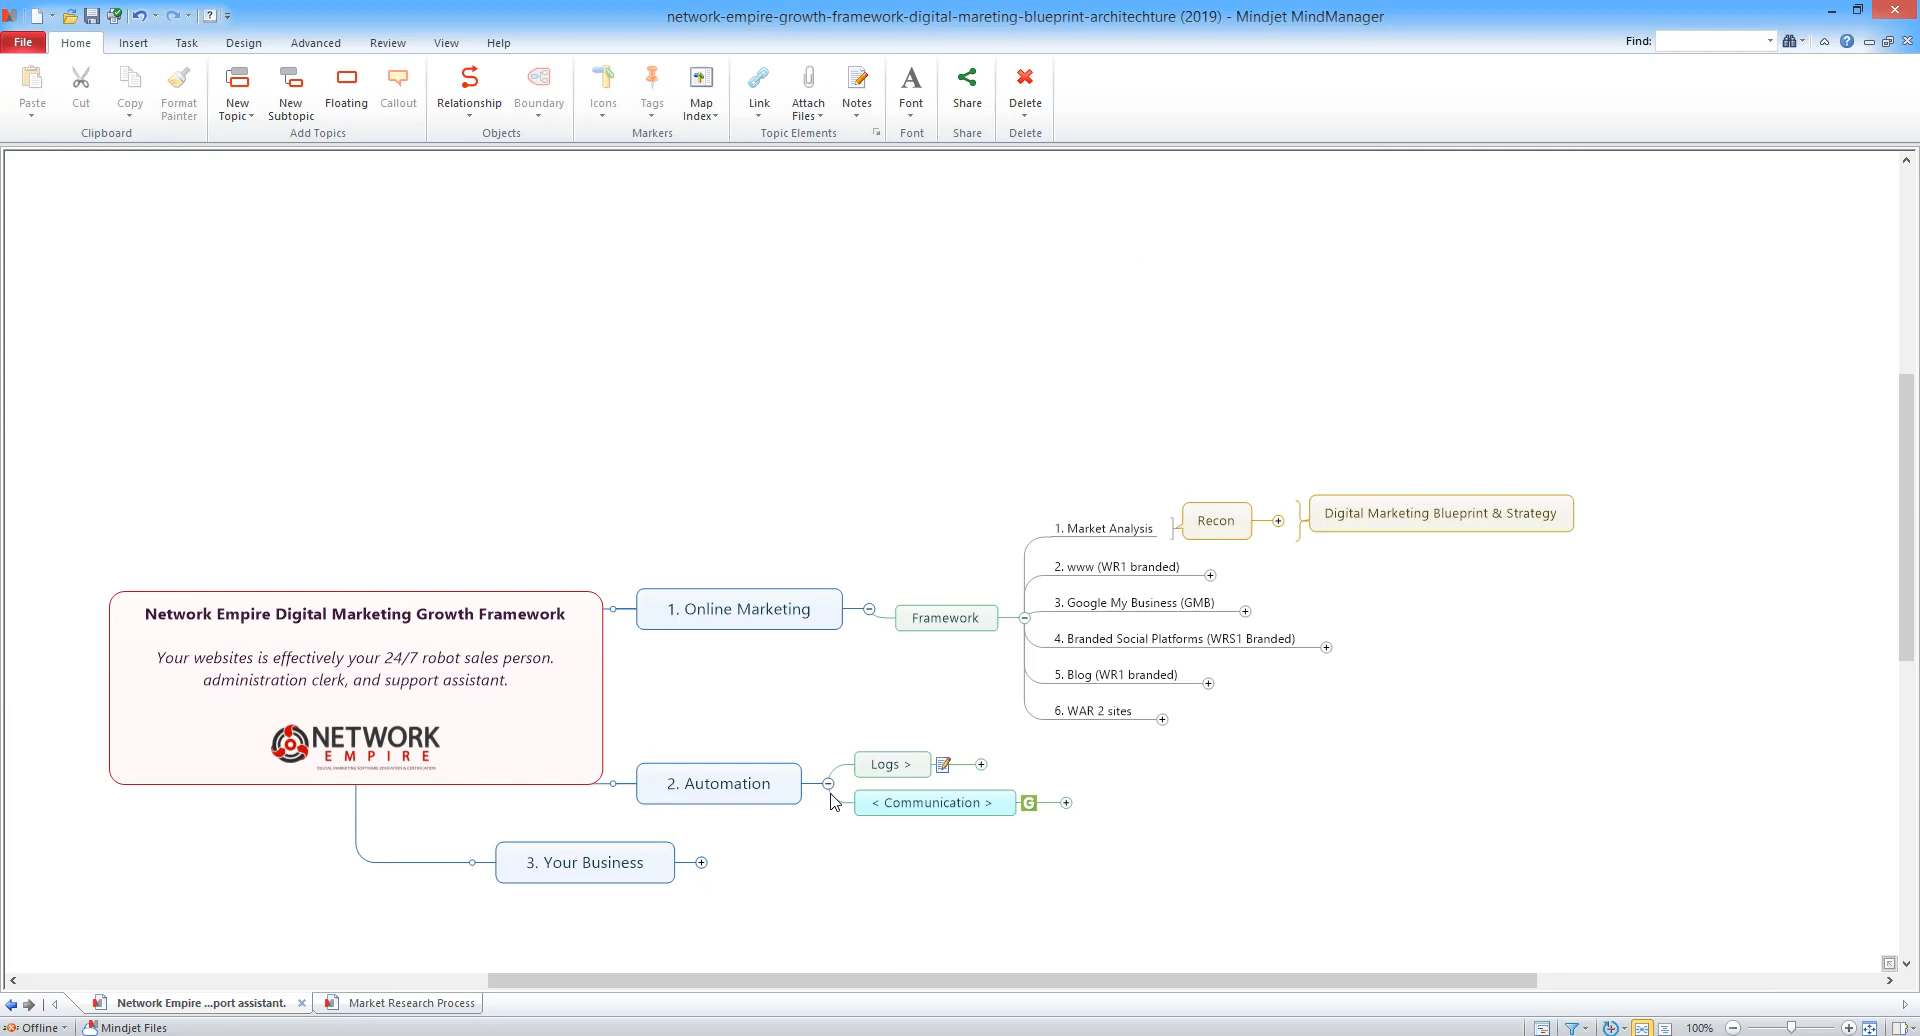 network-empire-growth-framework-digital-mareting-blueprint-architechture (2019) - Mindjet MindManager
File Home Insert Task Design Advanced Review View Help Find:
Paste Cut Copy Format Painter New Topic New Subtopic Floating Callout Relationship Boundary Icons Tags Map Index Link Attach Files Notes Font Share Delete
Clipboard Add Topics Objects Markers Topic Elements Font Share Delete
Digital Marketing Blueprint & Strategy
Recon
1. Market Analysis
2. www (WR1 branded)
3. Google My Business (GMB)
4. Branded Social Platforms (WRS1 Branded)
5. Blog (WR1 branded)
6. WAR 2 sites
Framework
1. Online Marketing
Network Empire Digital Marketing Growth Framework
Your websites is effectively your 24/7 robot sales person.
administration clerk, and support assistant.
NETWORK
EMPIRE
DIGITAL MARKETING SOFTWARE EDUCATION & CERTIFICATION
2. Automation
Logs >
< Communication > G
3. Your Business
Network Empire ...port assistant. Market Research Process
Offline Mindjet Files 100%